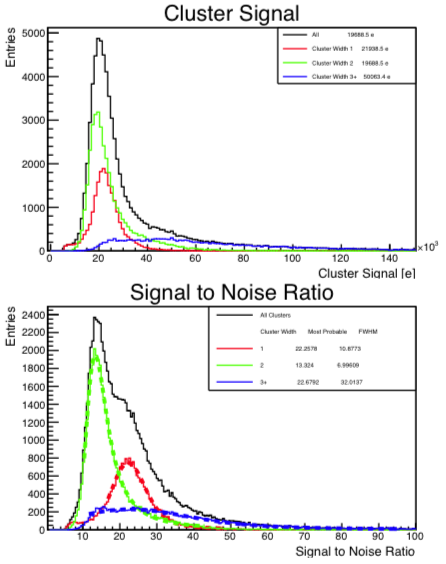 Cluster Signal
Entries
All 19688.5 e
Cluster Width 1 21938.5 e
Cluster Width 2 19688.5 e
Cluster Width 3+ 50063.4 e
5000
4000
3000
2000
1000
0
0 20 40 60 80 100 120 140 ×10³
Cluster Signal [e]
Signal to Noise Ratio
Entries
All Clusters
Cluster Width Most Probable FWHM
1 22.2578 10.8773
2 13.324 6.99609
3+ 22.6792 32.0137
2400
2200
2000
1800
1600
1400
1200
1000
800
600
400
200
0
10 20 30 40 50 60 70 80 90 100
Signal to Noise Ratio